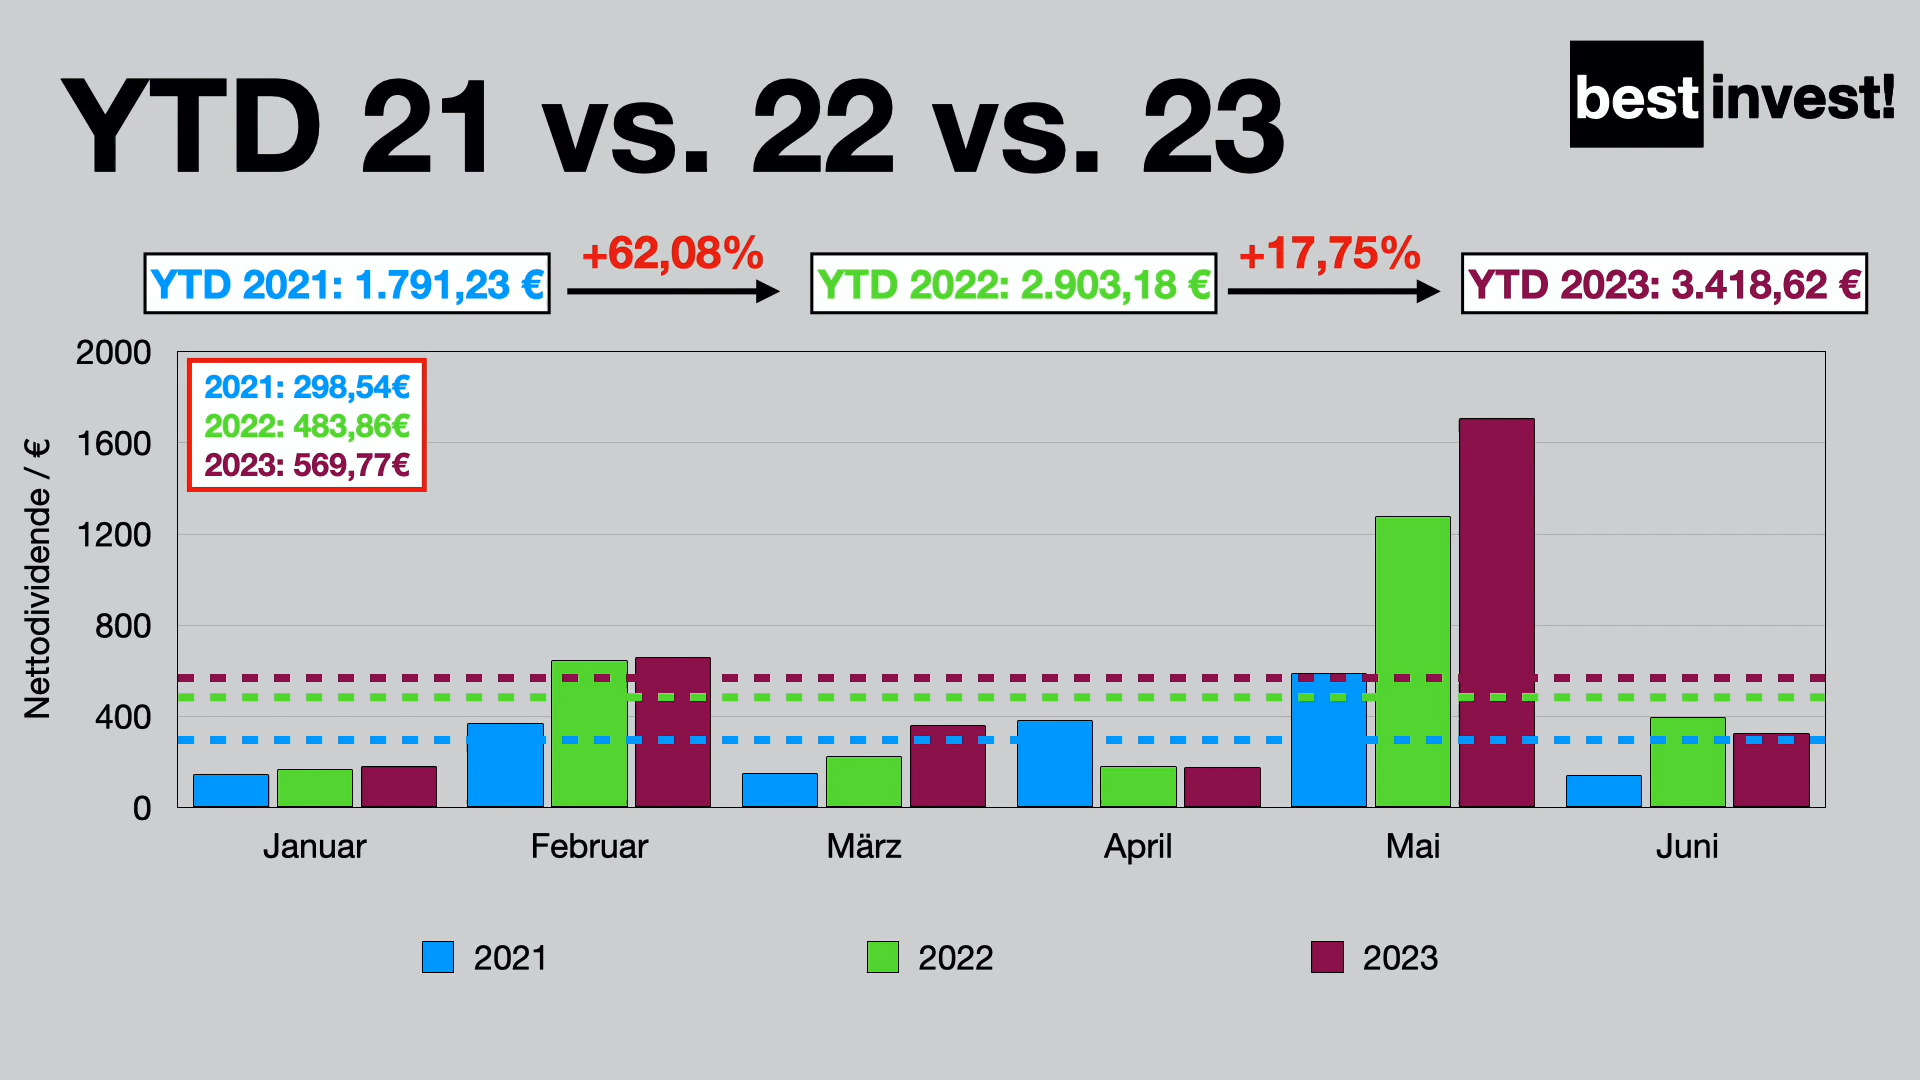 YTD 21 vs. 22 vs. 23
best invest!
+62,08%
+17,75%
YTD 2021: 1.791,23 €
YTD 2022: 2.903,18 €
YTD 2023: 3.418,62 €
Nettodividende / €
2000
1600
1200
800
400
0
2021: 298,54€
2022: 483,86€
2023: 569,77€
Januar
Februar
März
April
Mai
Juni
2021
2022
2023